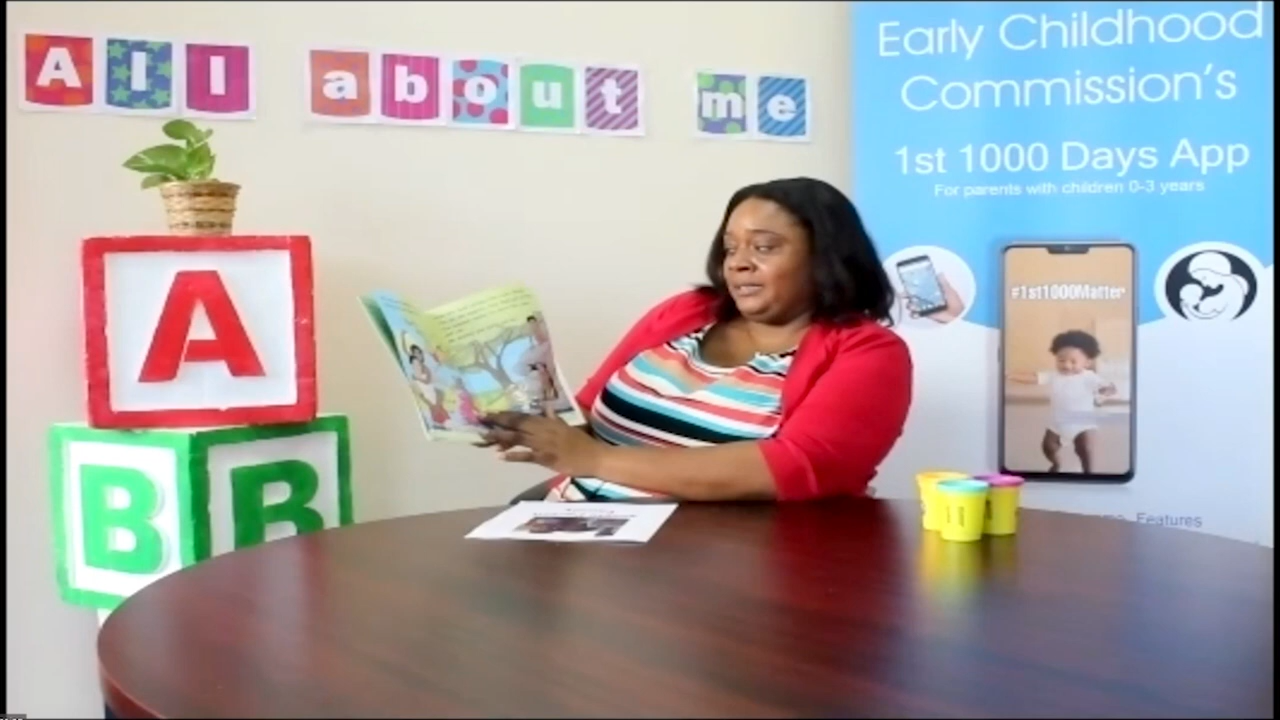 All about me
Early Childhood
Commission's
1st 1000 Days App
For parents with children 0-3 years
#1st1000Matter
A
B
B
Features